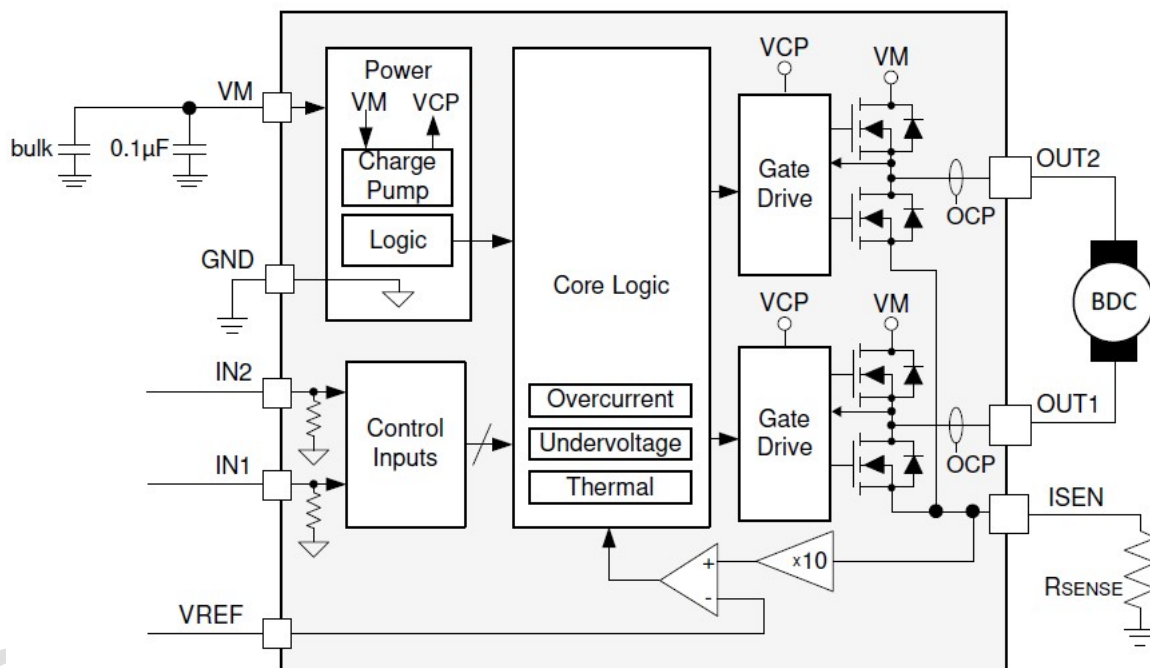 VM
bulk
0.1µF
GND
IN2
IN1
VREF
Power
VM
VCP
Charge
Pump
Logic
Control
Inputs
Core Logic
Overcurrent
Undervoltage
Thermal
VCP
VM
Gate
Drive
OCP
OUT2
BDC
VCP
VM
Gate
Drive
OCP
OUT1
ISEN
RSENSE
×10
+
-